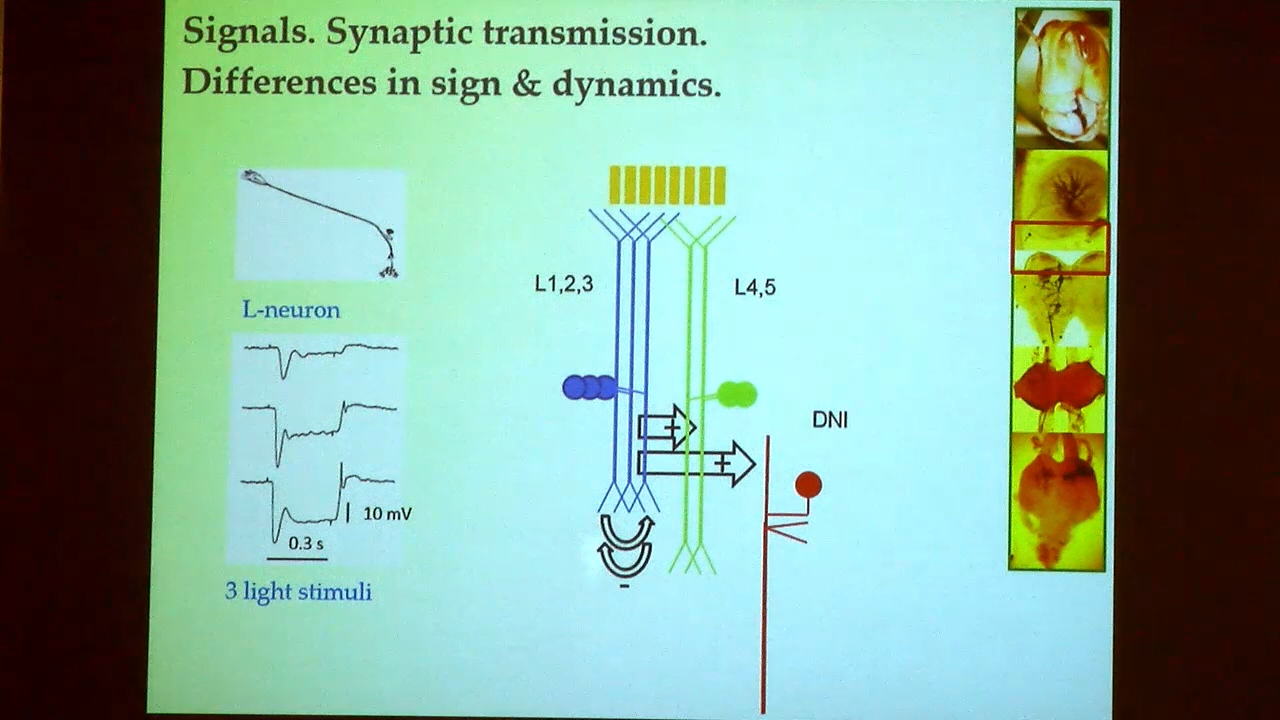 Signals. Synaptic transmission.
Differences in sign & dynamics.
L-neuron
10 mV
0.3 s
3 light stimuli
L1,2,3
L4,5
+
+
-
DNI